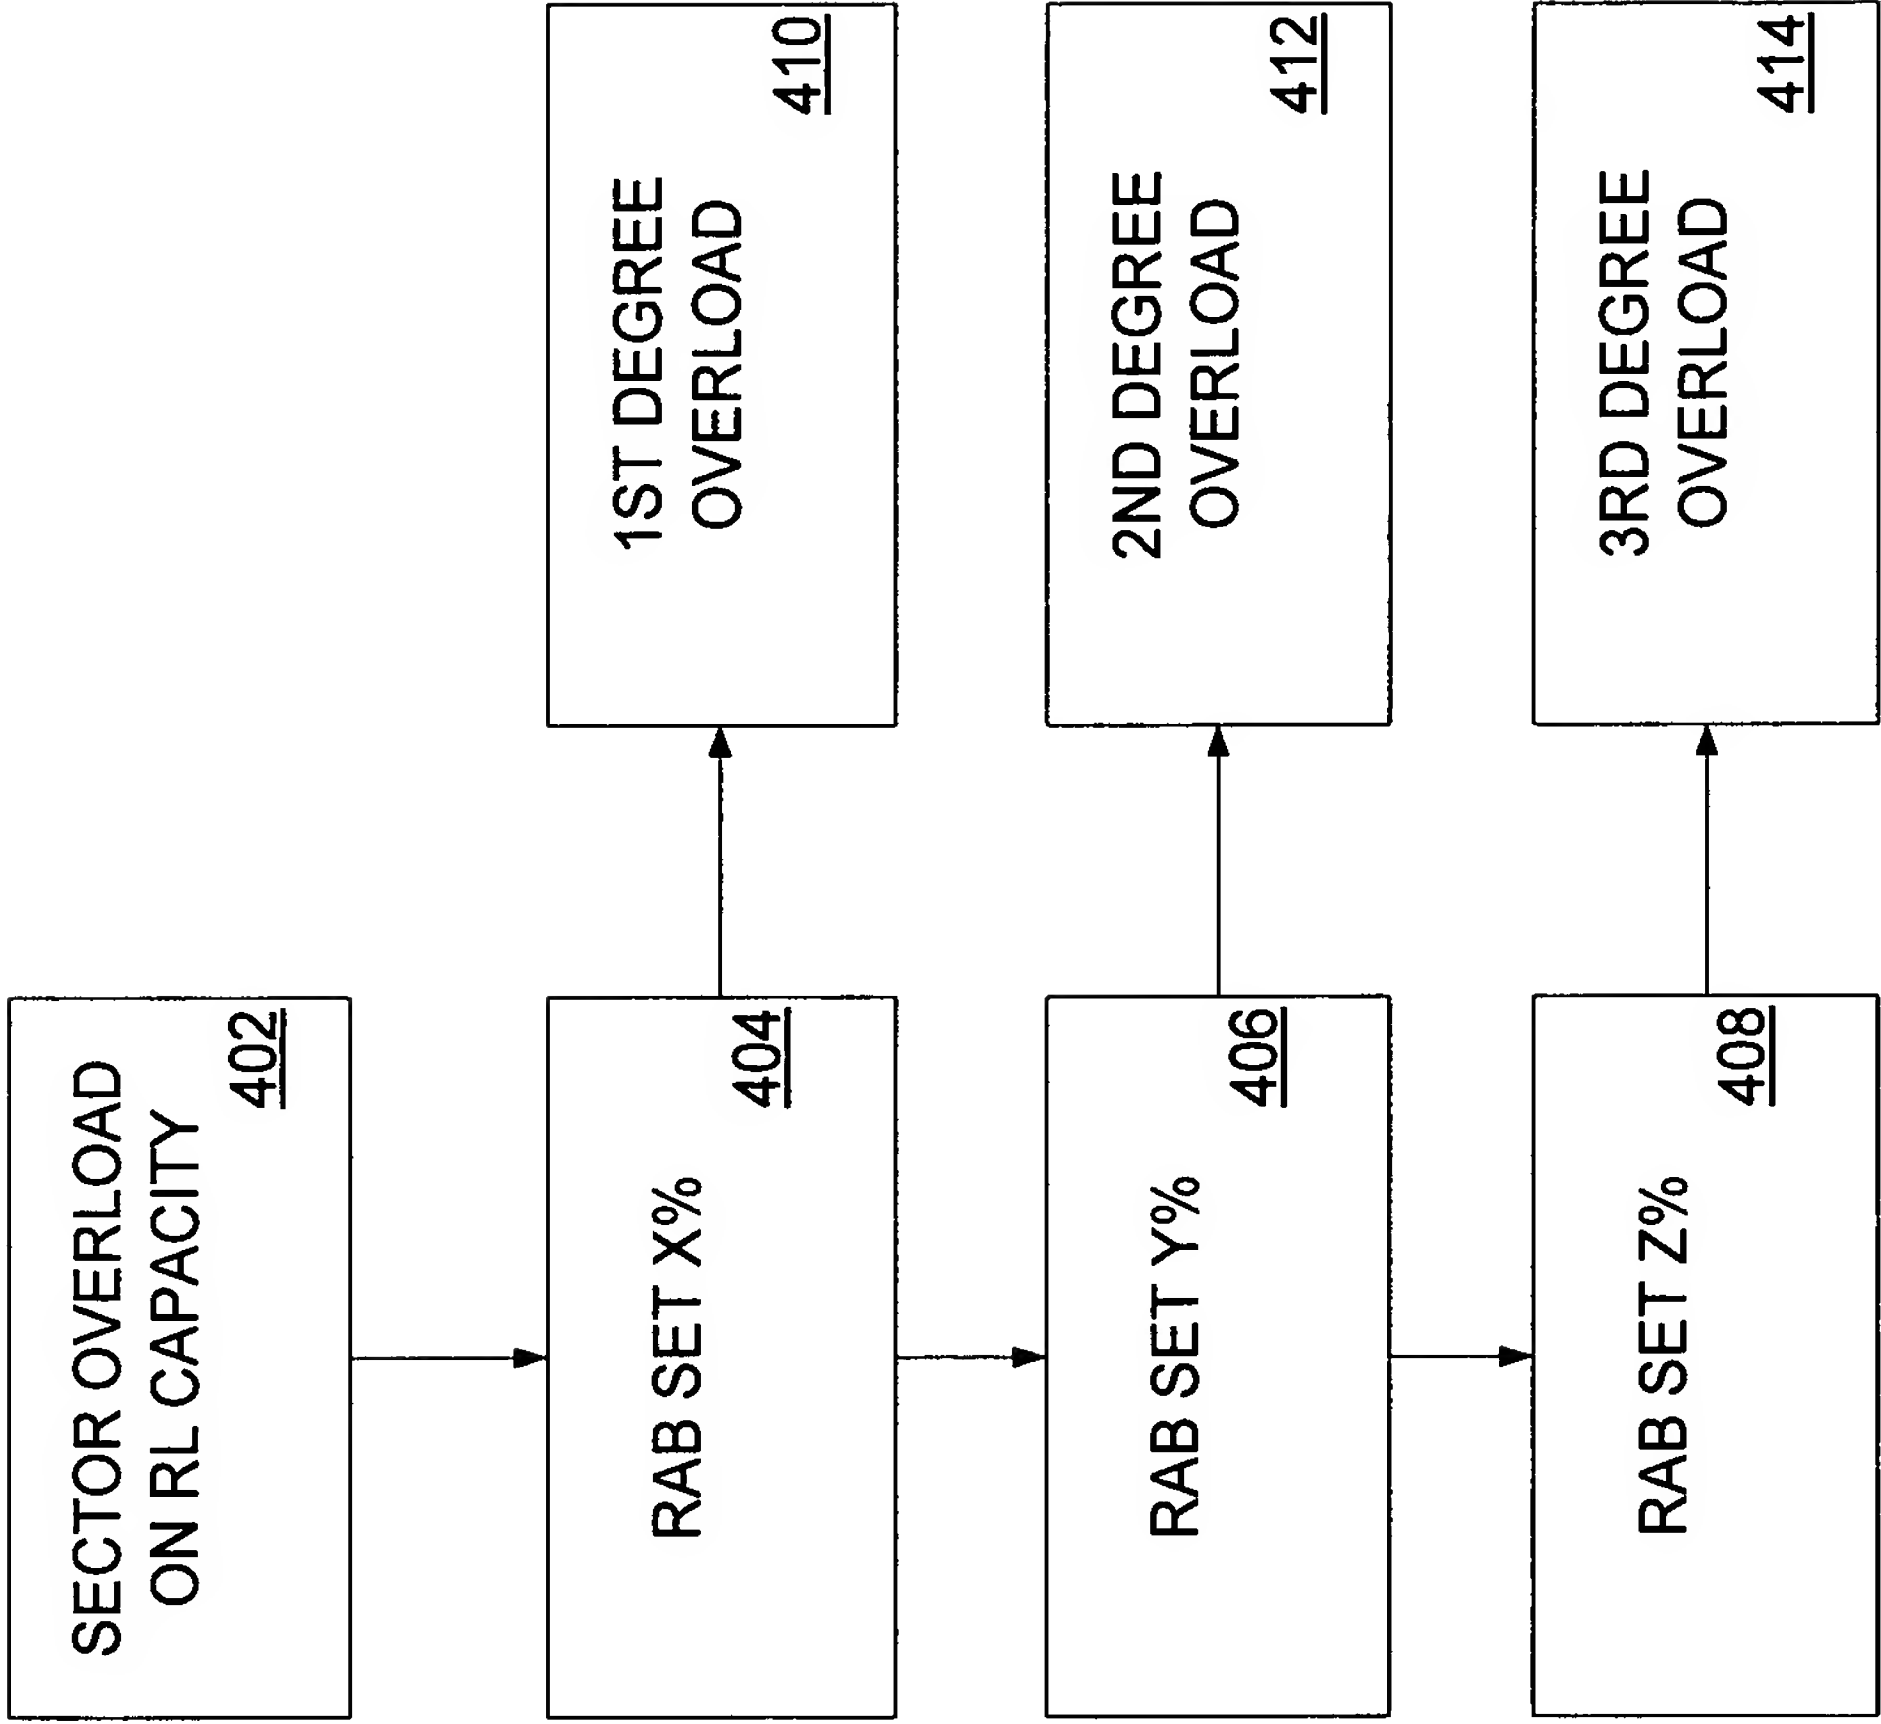 SECTOR OVERLOAD
ON RL CAPACITY
402
RAB SET X%
404
1ST DEGREE
OVERLOAD
410
RAB SET Y%
406
2ND DEGREE
OVERLOAD
412
RAB SET Z%
408
3RD DEGREE
OVERLOAD
414